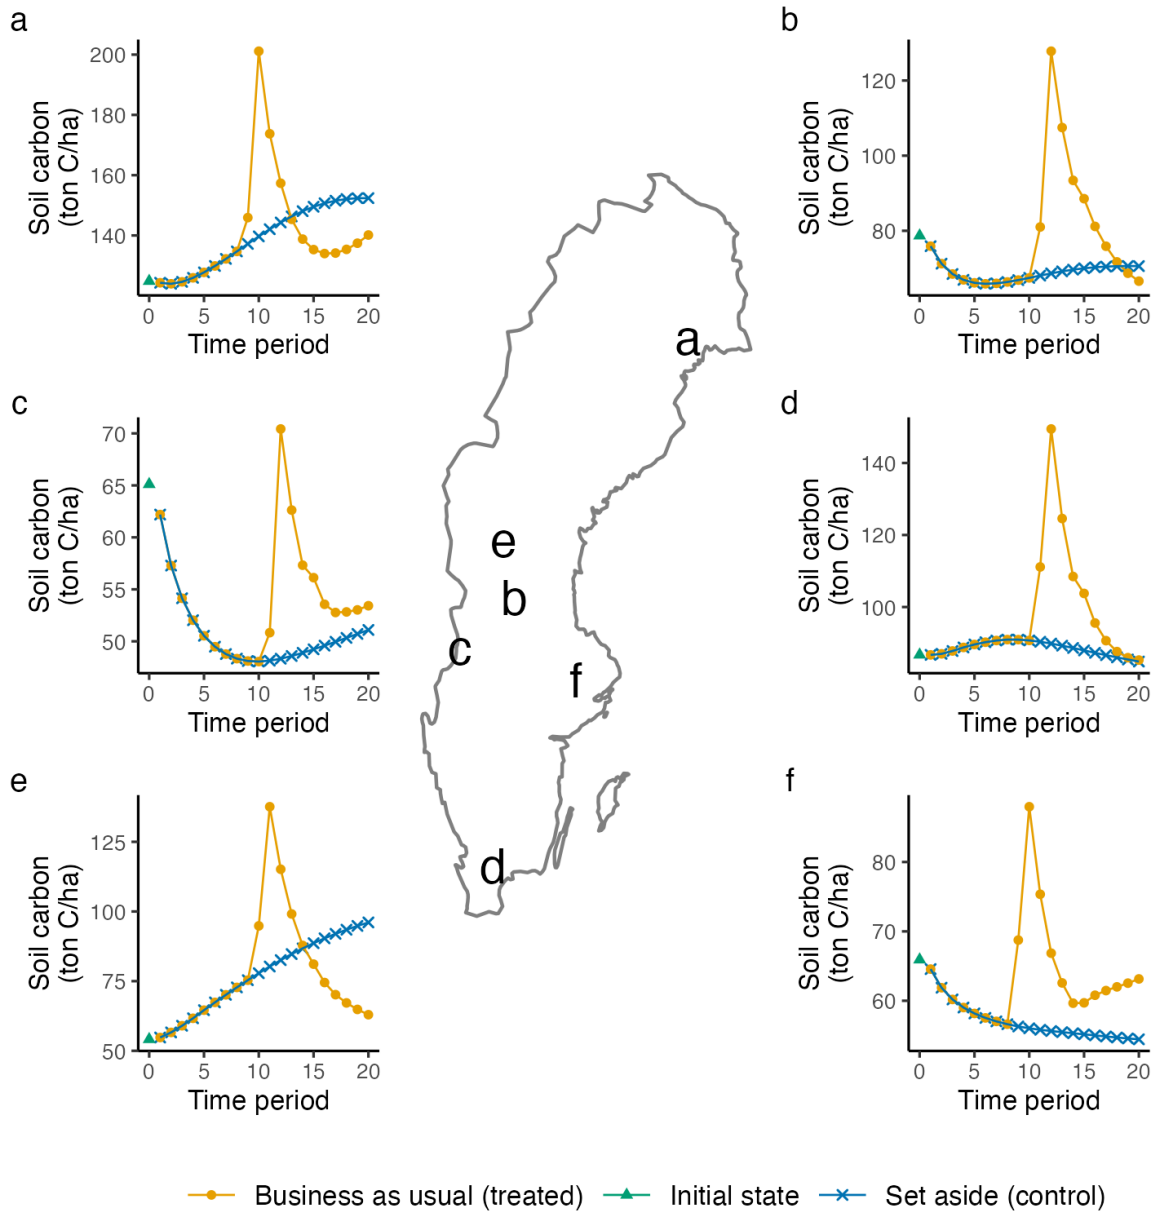 a
Soil carbon
(ton C/ha)
200
180
160
140
0 5 10 15 20
Time period
b
Soil carbon
(ton C/ha)
120
100
80
0 5 10 15 20
Time period
c
Soil carbon
(ton C/ha)
70
65
60
55
50
0 5 10 15 20
Time period
d
Soil carbon
(ton C/ha)
140
120
100
0 5 10 15 20
Time period
e
Soil carbon
(ton C/ha)
125
100
75
50
0 5 10 15 20
Time period
f
Soil carbon
(ton C/ha)
80
70
60
0 5 10 15 20
Time period
a
e
b
c
f
d
Business as usual (treated) Initial state Set aside (control)